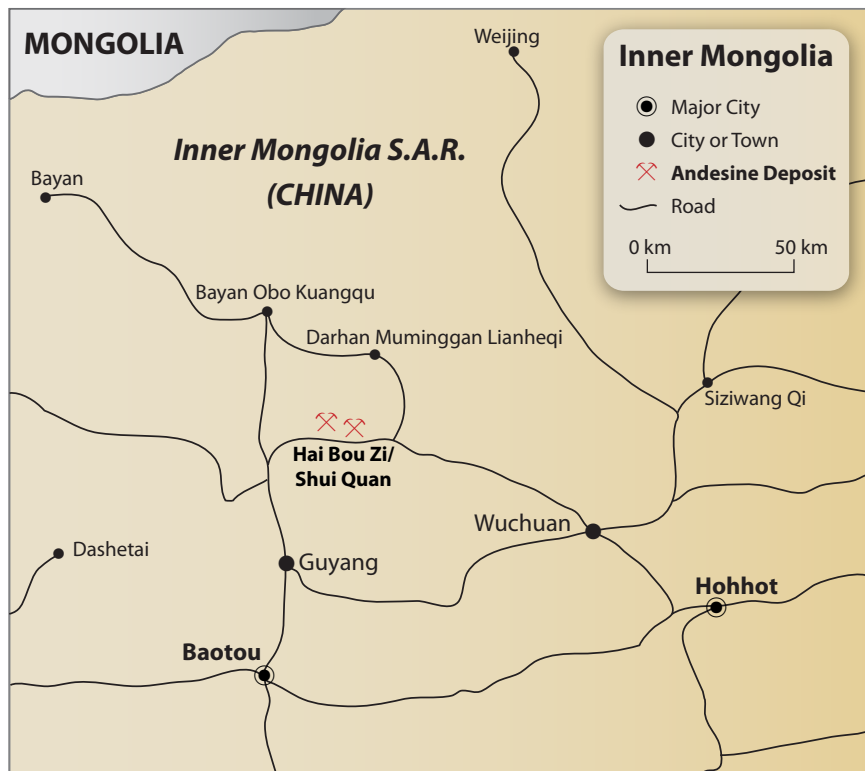 MONGOLIA
Weijing
Inner Mongolia
Major City
City or Town
Andesine Deposit
Road
0 km 50 km
Inner Mongolia S.A.R.
(CHINA)
Bayan
Bayan Obo Kuangqu
Darhan Muminggan Lianheqi
Siziwang Qi
Hai Bou Zi/
Shui Quan
Wuchuan
Dashetai
Guyang
Hohhot
Baotou